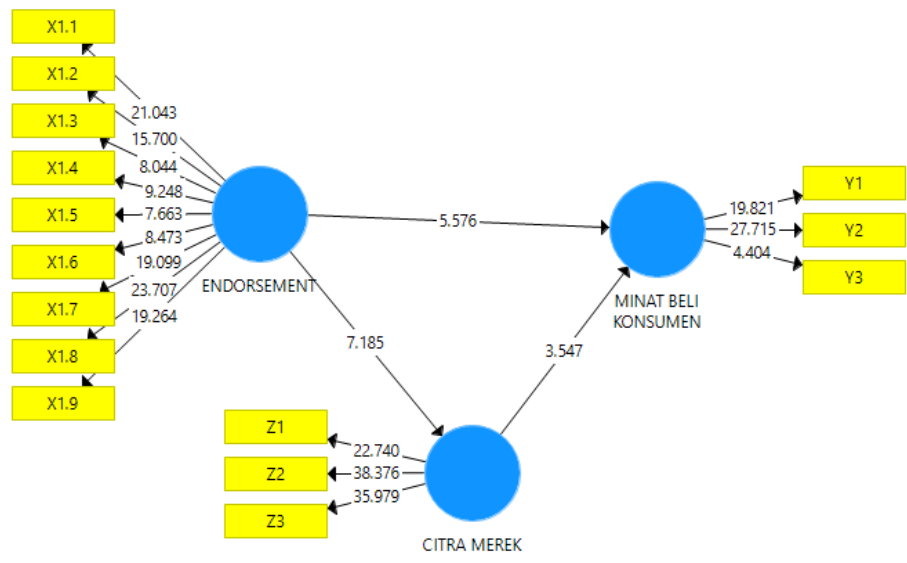 X1.1
X1.2
X1.3
X1.4
X1.5
X1.6
X1.7
X1.8
X1.9
21.043
15.700
8.044
9.248
7.663
8.473
19.099
23.707
19.264
ENDORSEMENT
5.576
7.185
3.547
MINAT BELI
KONSUMEN
19.821
27.715
4.404
Y1
Y2
Y3
Z1
Z2
Z3
22.740
38.376
35.979
CITRA MEREK